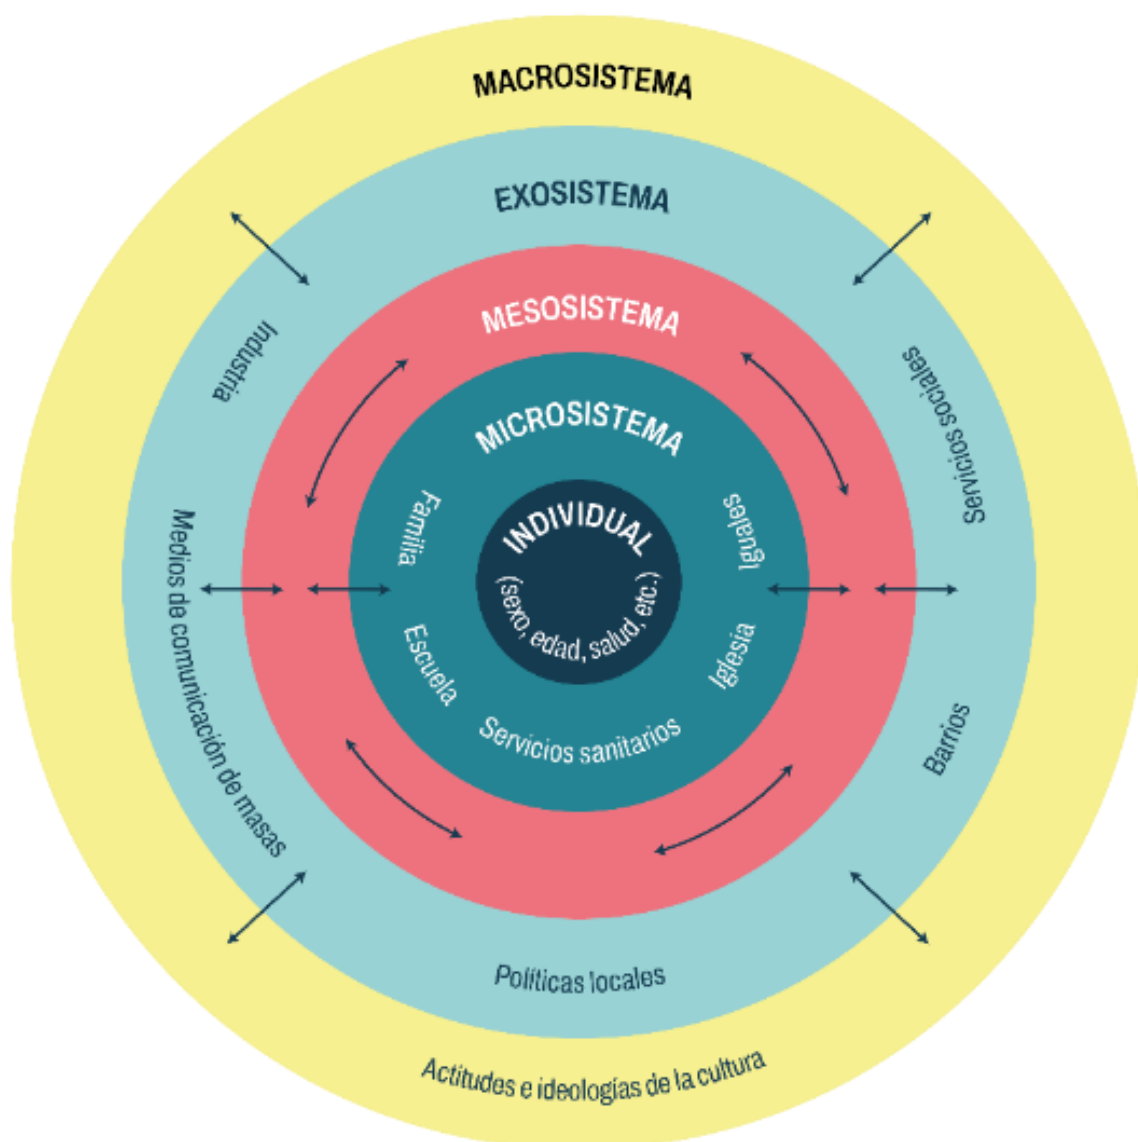 MACROSISTEMA
EXOSISTEMA
MESOSISTEMA
MICROSISTEMA
INDIVIDUAL
(sexo, edad, salud, etc.)
Familia
Iguales
Escuela
Iglesia
Servicios sanitarios
Industria
Servicios sociales
Medios de comunicación de masas
Barrios
Políticas locales
Actitudes e ideologías de la cultura